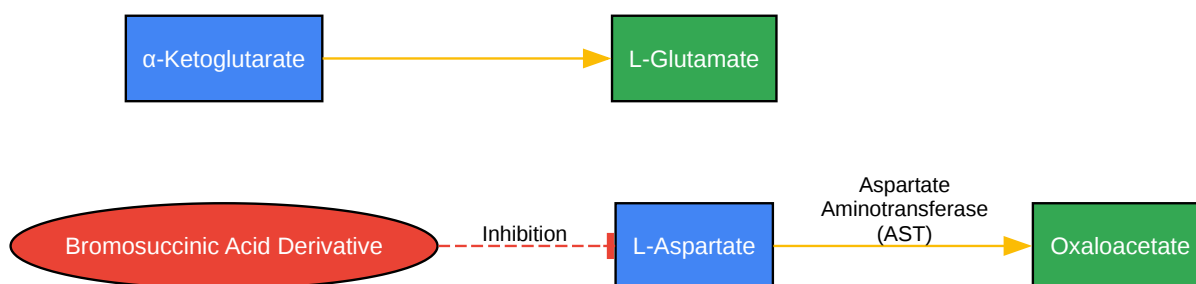 α-Ketoglutarate
L-Glutamate
Aspartate
Aminotransferase
(AST)
Bromosuccinic Acid Derivative
Inhibition
L-Aspartate
Oxaloacetate